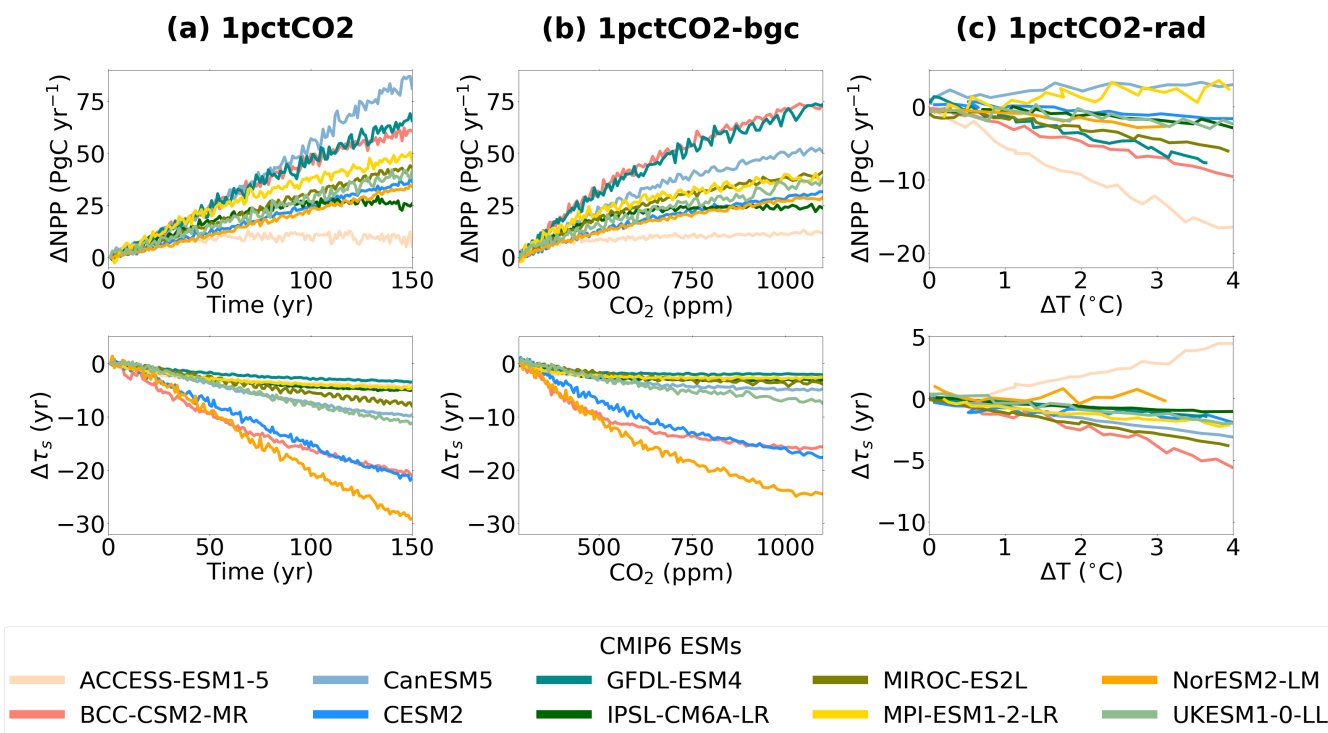 (a) 1pctCO₂
(b) 1pctCO2-bgc
(c) 1pctCO2-rad
ΔNPP (PgC yr⁻¹)
75
50
25
0
0
50
100
150
Time (yr)
ΔNPP (PgC yr⁻¹)
75
50
25
0
500
750
1000
CO₂ (ppm)
ΔNPP (PgC yr⁻¹)
0
−10
−20
0
1
2
3
4
ΔT (°C)
Δτₛ (yr)
0
−10
−20
−30
0
50
100
150
Time (yr)
Δτₛ (yr)
0
−10
−20
−30
500
750
1000
CO₂ (ppm)
Δτₛ (yr)
5
0
−5
−10
0
1
2
3
4
ΔT (°C)
CMIP6 ESMs
ACCESS-ESM1-5
CanESM5
GFDL-ESM4
MIROC-ES2L
NorESM2-LM
BCC-CSM2-MR
CESM2
IPSL-CM6A-LR
MPI-ESM1-2-LR
UKESM1-0-LL